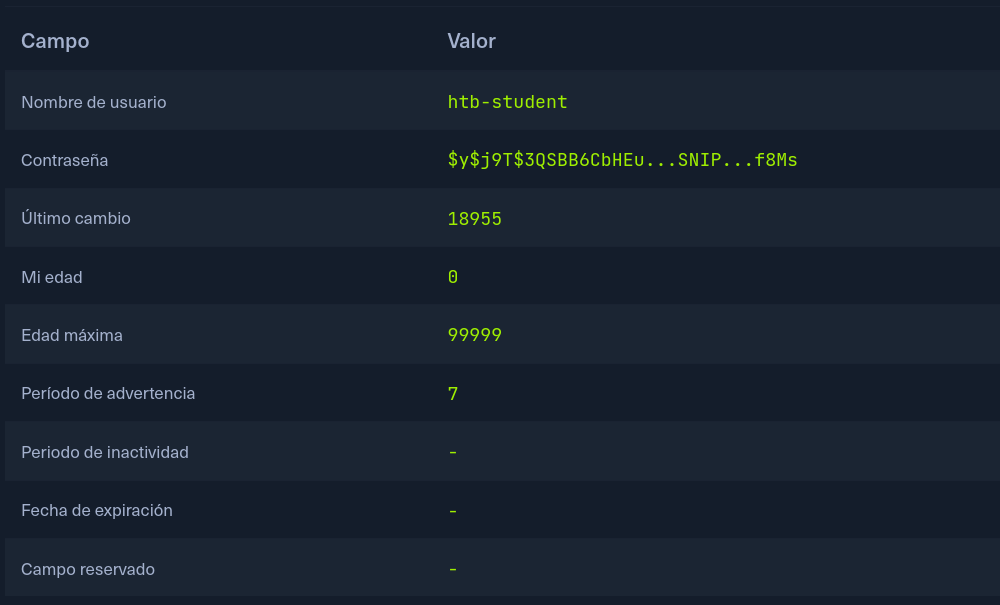 Campo Valor
Nombre de usuario htb-student
Contraseña $y$j9T$3QSBB6CbHEu...SNIP...f8Ms
Último cambio 18955
Mi edad 0
Edad máxima 99999
Período de advertencia 7
Periodo de inactividad -
Fecha de expiración -
Campo reservado -